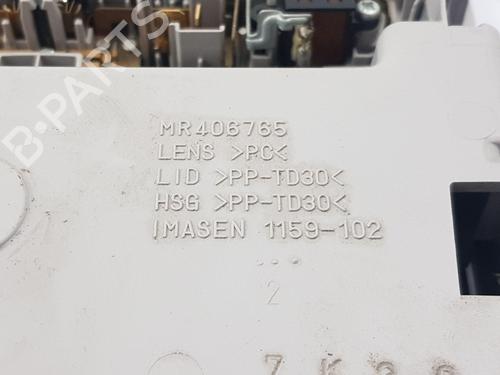 B-PARTS
MR406765
LENS >PC<
LID >PP-TD30<
HSG >PP-TD30<
IMASEN 1159-102
2